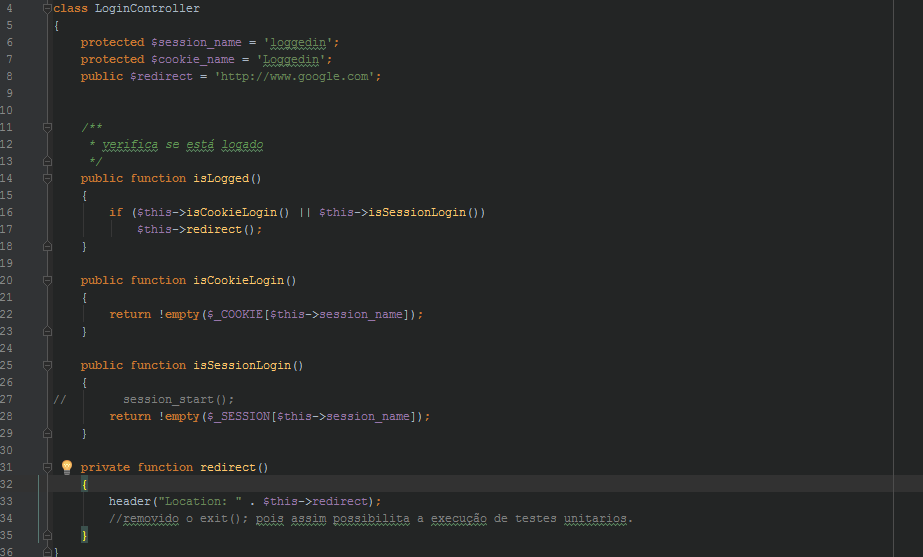 4 class LoginController
5 {
6 protected $session_name = 'loggedin';
7 protected $cookie_name = 'Loggedin';
8 public $redirect = 'http://www.google.com';
9
10
11 /**
12 * verifica se está logado
13 */
14 public function isLogged()
15 {
16 if ($this->isCookieLogin() || $this->isSessionLogin())
17 $this->redirect();
18 }
19
20 public function isCookieLogin()
21 {
22 return !empty($_COOKIE[$this->session_name]);
23 }
24
25 public function isSessionLogin()
26 {
27 // session_start();
28 return !empty($_SESSION[$this->session_name]);
29 }
30
31 private function redirect()
32 {
33 header("Location: " . $this->redirect);
34 //removido o exit(); pois assim possibilita a execução de testes unitarios.
35 }
36 }